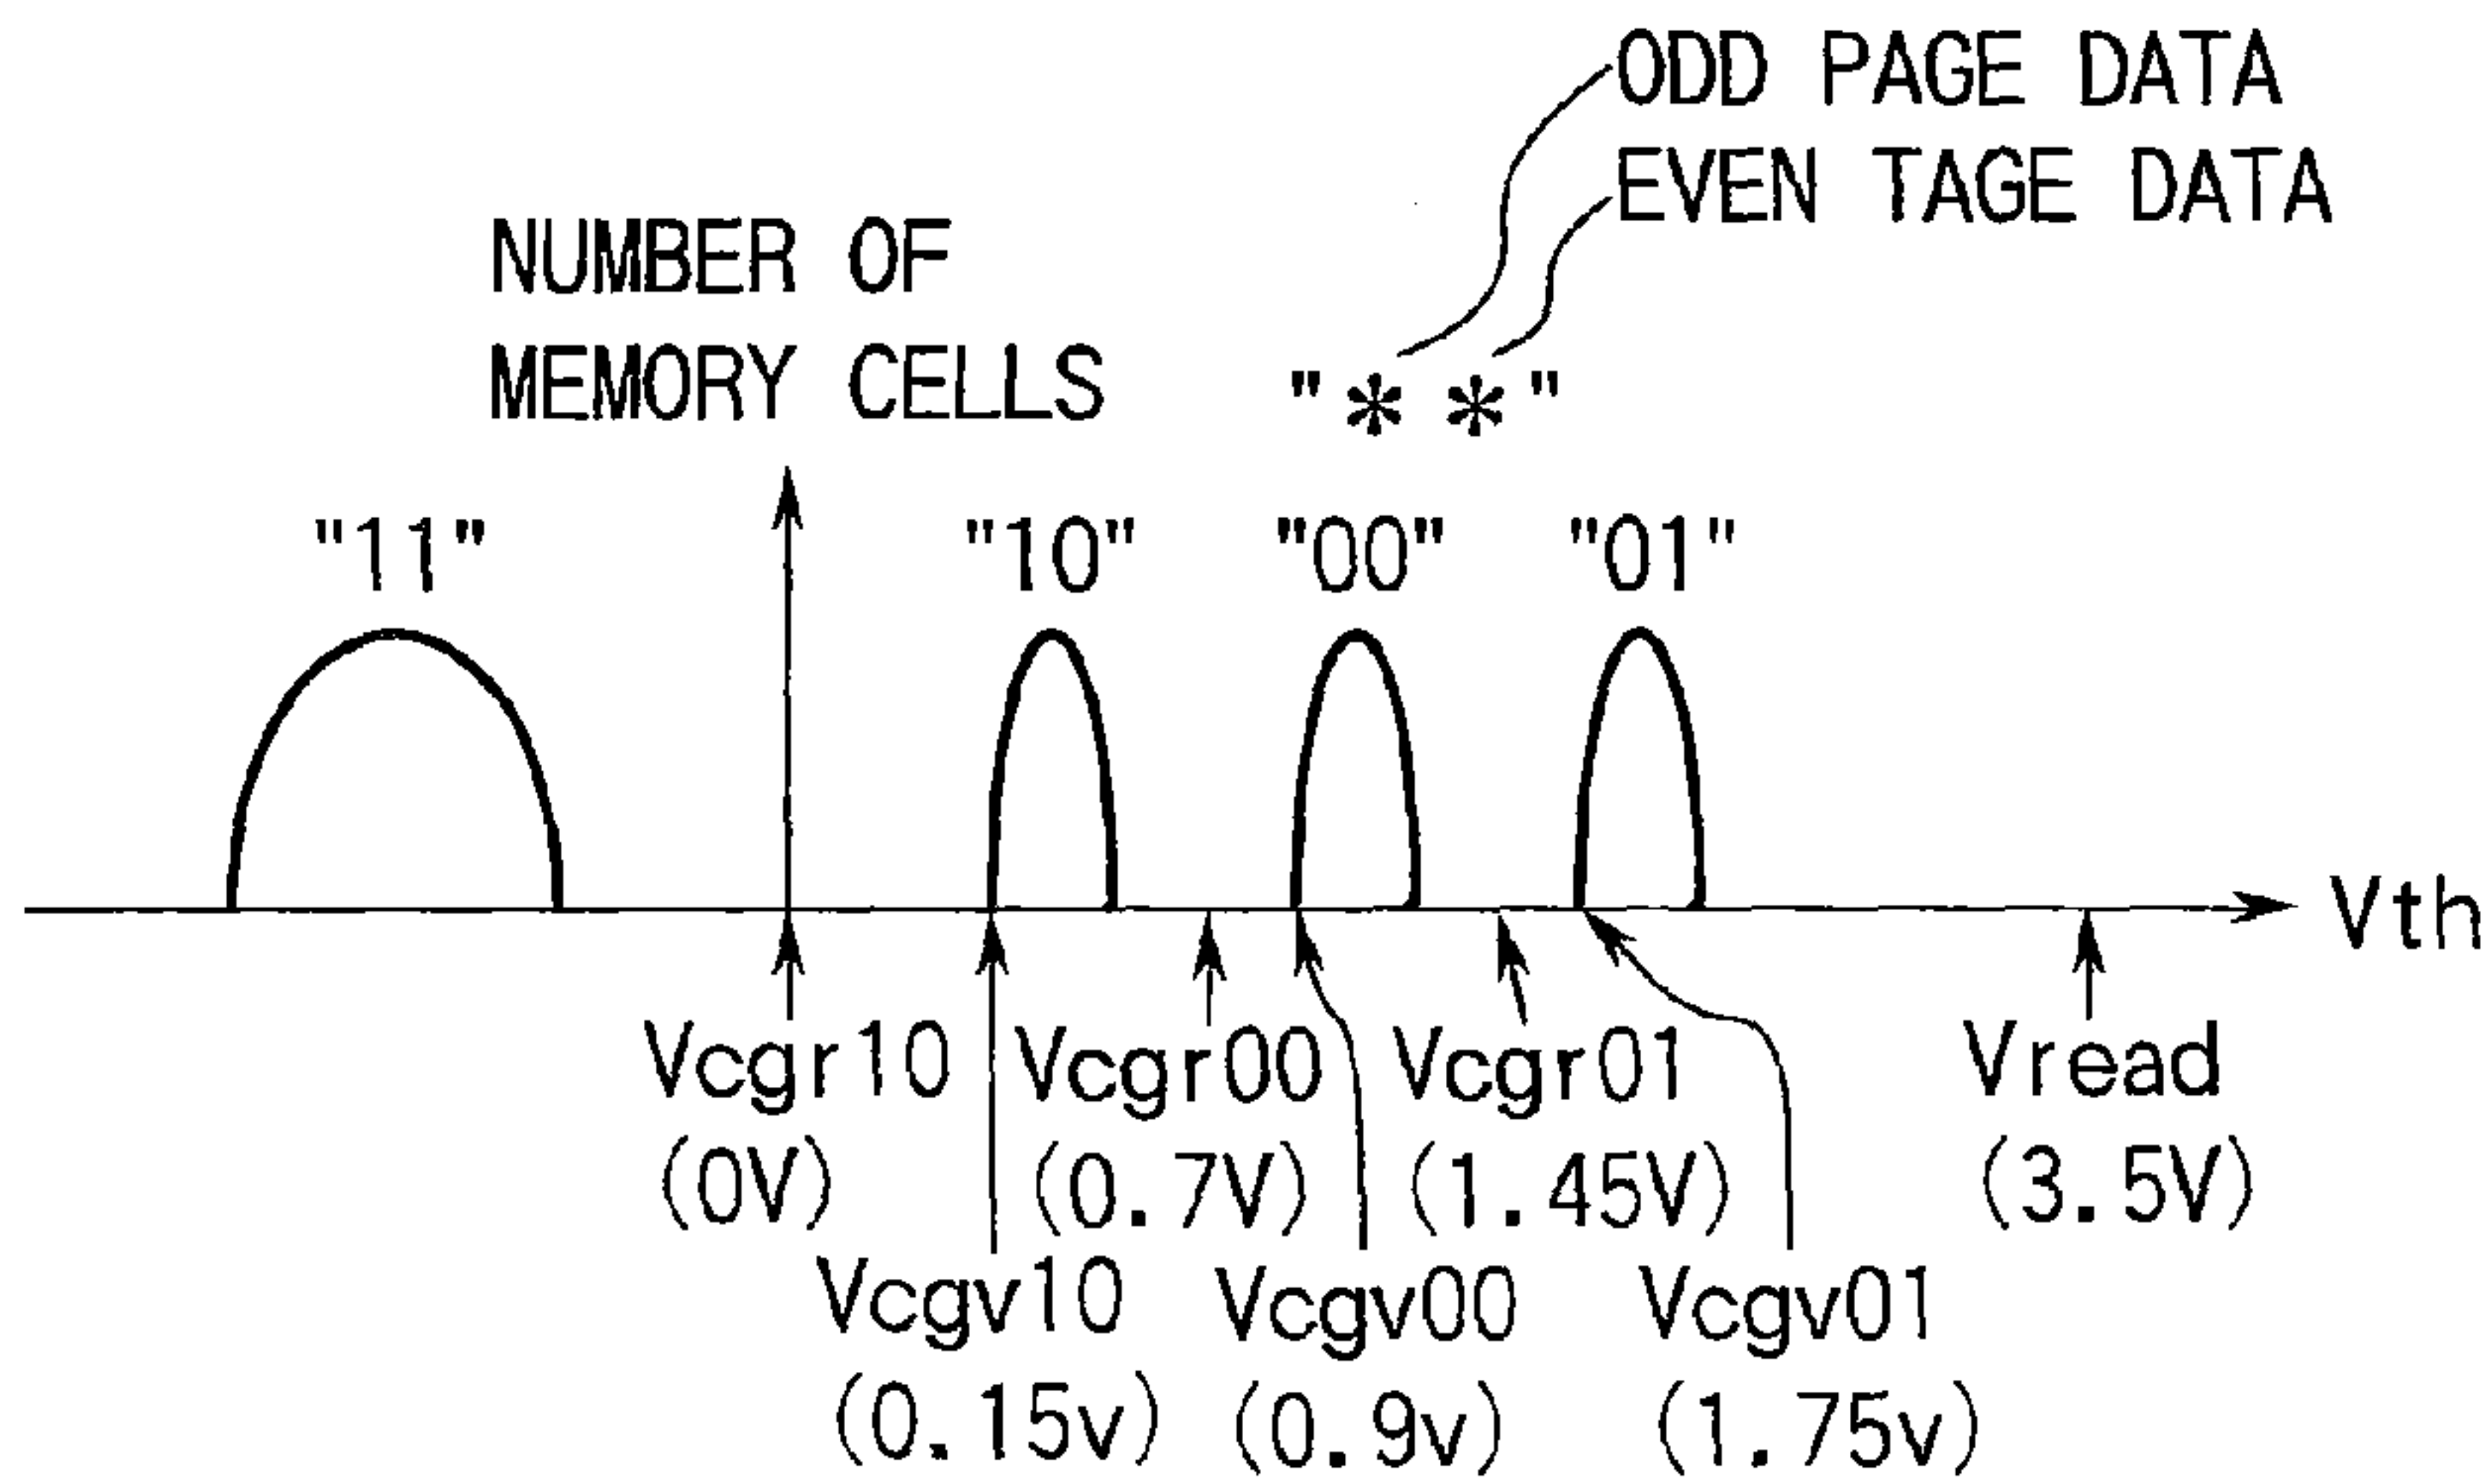 ODD PAGE DATA
EVEN TAGE DATA
NUMBER OF
MEMORY CELLS
"* *"
"11" "10" "00" "01"
Vth
Vcgr10 Vcgr00 Vcgr01 Vread
(0V) (0.7V) (1.45V) (3.5V)
Vcgv10 Vcgv00 Vcgv01
(0.15v) (0.9v) (1.75v)